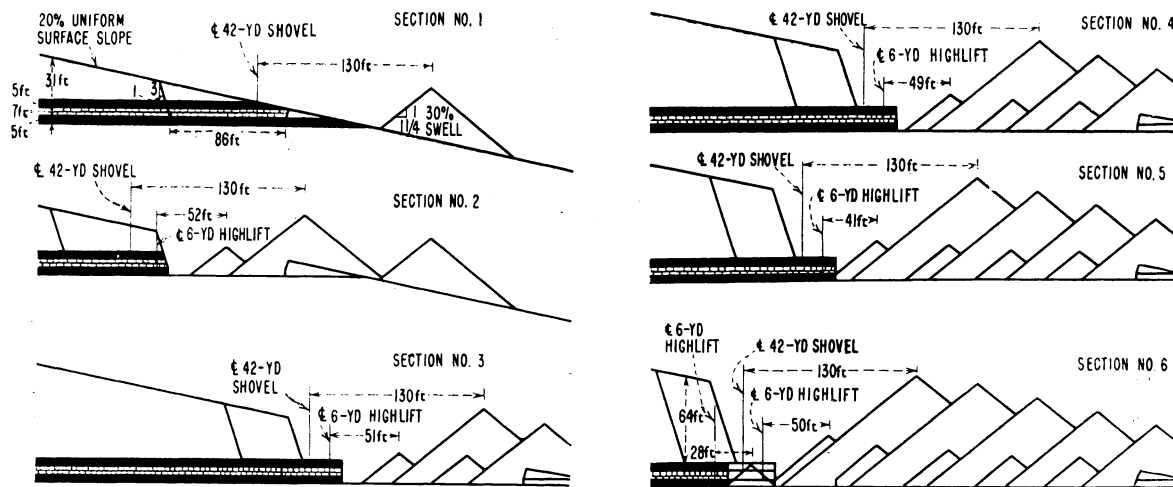 20% UNIFORM
SURFACE SLOPE
℄ 42-YD SHOVEL
SECTION NO. 1
130ft
31ft
1
3
5ft
7ft
5ft
86ft
1
1 1/4
30%
SWELL
℄ 42-YD SHOVEL
130ft
SECTION NO. 2
52ft
℄ 6-YD HIGHLIFT
SECTION NO. 3
℄ 42-YD
SHOVEL
130ft
℄ 6-YD HIGHLIFT
51ft
℄ 42-YD SHOVEL
130ft
SECTION NO. 4
℄ 6-YD HIGHLIFT
49ft
℄ 42-YD SHOVEL
130ft
SECTION NO. 5
℄ 6-YD HIGHLIFT
41ft
℄ 6-YD
HIGHLIFT
℄ 42-YD SHOVEL
SECTION NO. 6
130ft
℄ 6-YD HIGHLIFT
64ft
50ft
28ft